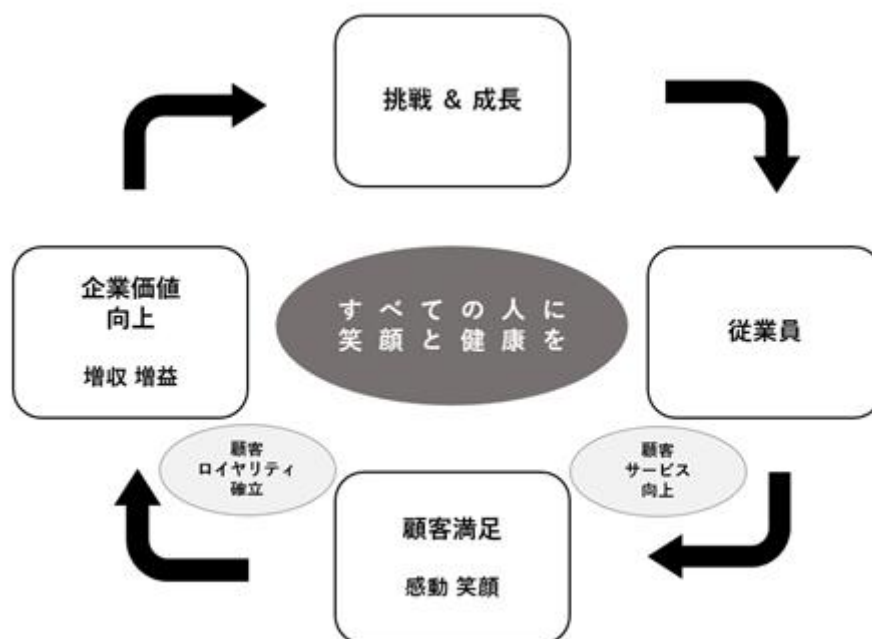 挑戦 & 成長
企業価値
向上
増収 増益
すべての人に
笑顔と健康を
従業員
顧客
ロイヤリティ
確立
顧客
サービス
向上
顧客満足
感動 笑顔